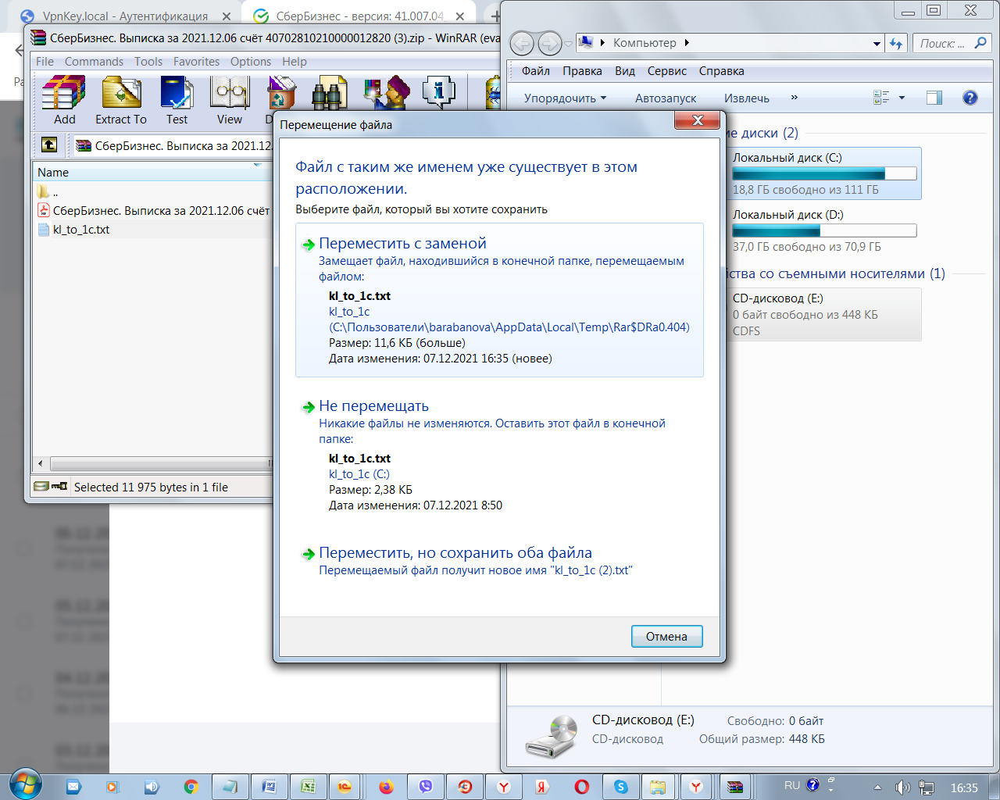 VpnKey.local - Аутентификация
СберБизнес - версия: 41.007.04
СберБизнес. Выписка за 2021.12.06 счёт 40702810210000012820 (3).zip - WinRAR (eva
File Commands Tools Favorites Options Help
Add Extract To Test View D
СберБизнес. Выписка за 2021.12.
Name
..
СберБизнес. Выписка за 2021.12.06 счёт
kl_to_1c.txt
Selected 11 975 bytes in 1 file
Компьютер
Поиск: ...
Файл Правка Вид Сервис Справка
Упорядочить Автозапуск Извлечь »
ие диски (2)
Локальный диск (C:)
18,8 ГБ свободно из 111 ГБ
Локальный диск (D:)
37,0 ГБ свободно из 70,9 ГБ
йства со съемными носителями (1)
CD-дисковод (E:)
0 байт свободно из 448 КБ
CDFS
Перемещение файла
Файл с таким же именем уже существует в этом
расположении.
Выберите файл, который вы хотите сохранить
Переместить с заменой
Замещает файл, находившийся в конечной папке, перемещаемым
файлом:
kl_to_1c.txt
kl_to_1c
(C:\Пользователи\barabanova\AppData\Local\Temp\Rar$DRa0.404)
Размер: 11,6 КБ (больше)
Дата изменения: 07.12.2021 16:35 (новее)
Не перемещать
Никакие файлы не изменяются. Оставить этот файл в конечной
папке:
kl_to_1c.txt
kl_to_1c (C:)
Размер: 2,38 КБ
Дата изменения: 07.12.2021 8:50
Переместить, но сохранить оба файла
Перемещаемый файл получит новое имя "kl_to_1c (2).txt"
Отмена
CD-дисковод (E:) Свободно: 0 байт
CD-дисковод Общий размер: 448 КБ
RU
16:35